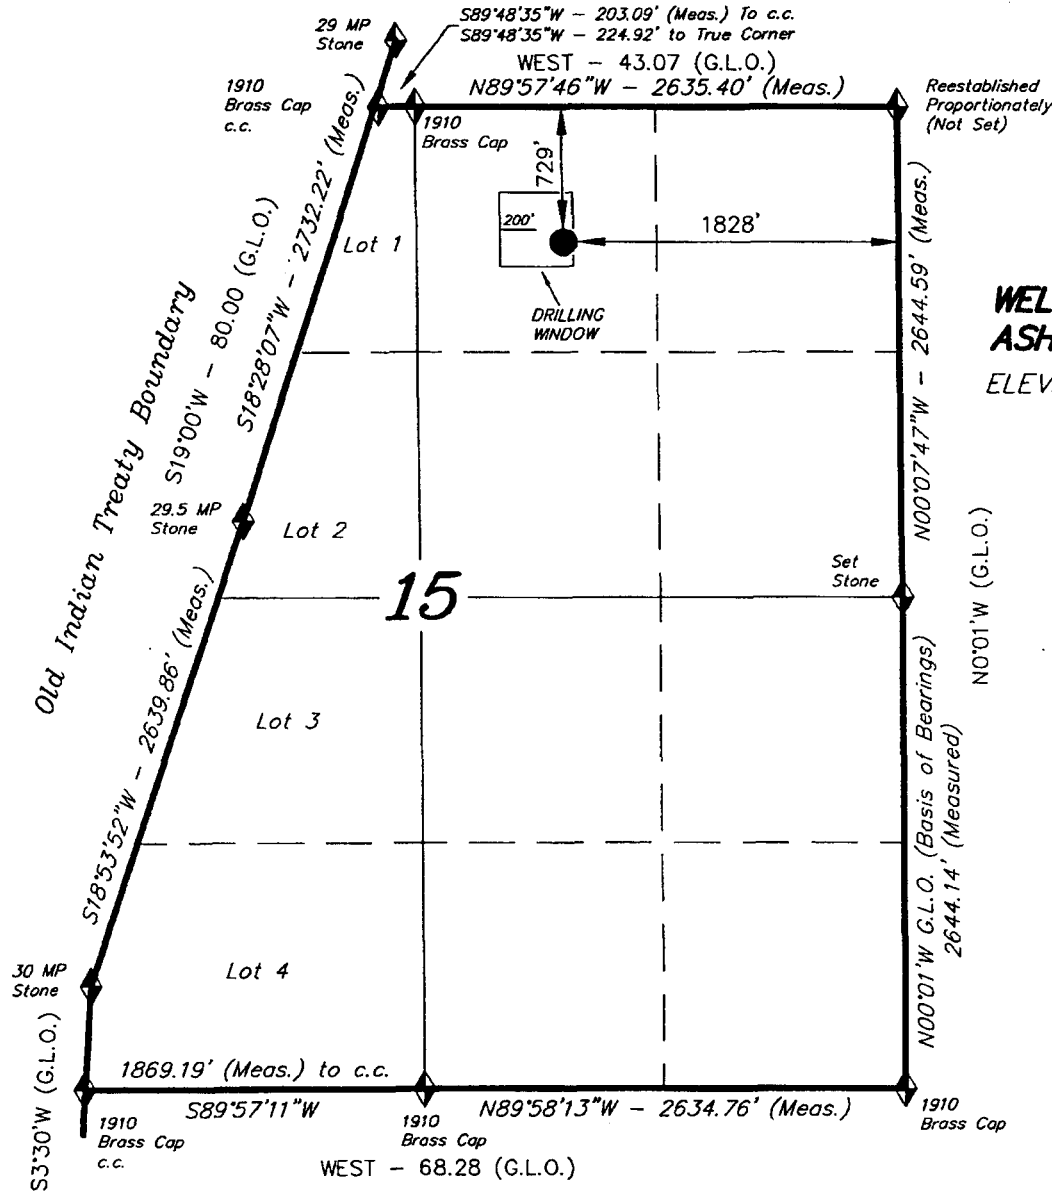 S89°48'35"W – 203.09' (Meas.) To c.c.
S89°48'35"W – 224.92' to True Corner
29 MP
Stone
WEST – 43.07 (G.L.O.)
N89°57'46"W – 2635.40' (Meas.)
1910
Brass Cap
c.c.
1910
Brass Cap
Reestablished
Proportionately
(Not Set)
729'
200'
1828'
DRILLING
WINDOW
Lot 1
S18°28'07"W – 2732.22' (Meas.)
S19°00'W – 80.00 (G.L.O.)
Old Indian Treaty Boundary
N00°07'47"W – 2644.59' (Meas.)
WEL
ASH
ELEV
29.5 MP
Stone
Lot 2
15
Set
Stone
N0°01'W (G.L.O.)
S18°53'52"W – 2639.86' (Meas.)
Lot 3
N00°01'W G.L.O. (Basis of Bearings)
2644.14' (Measured)
30 MP
Stone
Lot 4
S3°30'W (G.L.O.)
1869.19' (Meas.) to c.c.
S89°57'11"W
N89°58'13"W – 2634.76' (Meas.)
1910
Brass Cap
c.c.
1910
Brass Cap
1910
Brass Cap
WEST – 68.28 (G.L.O.)